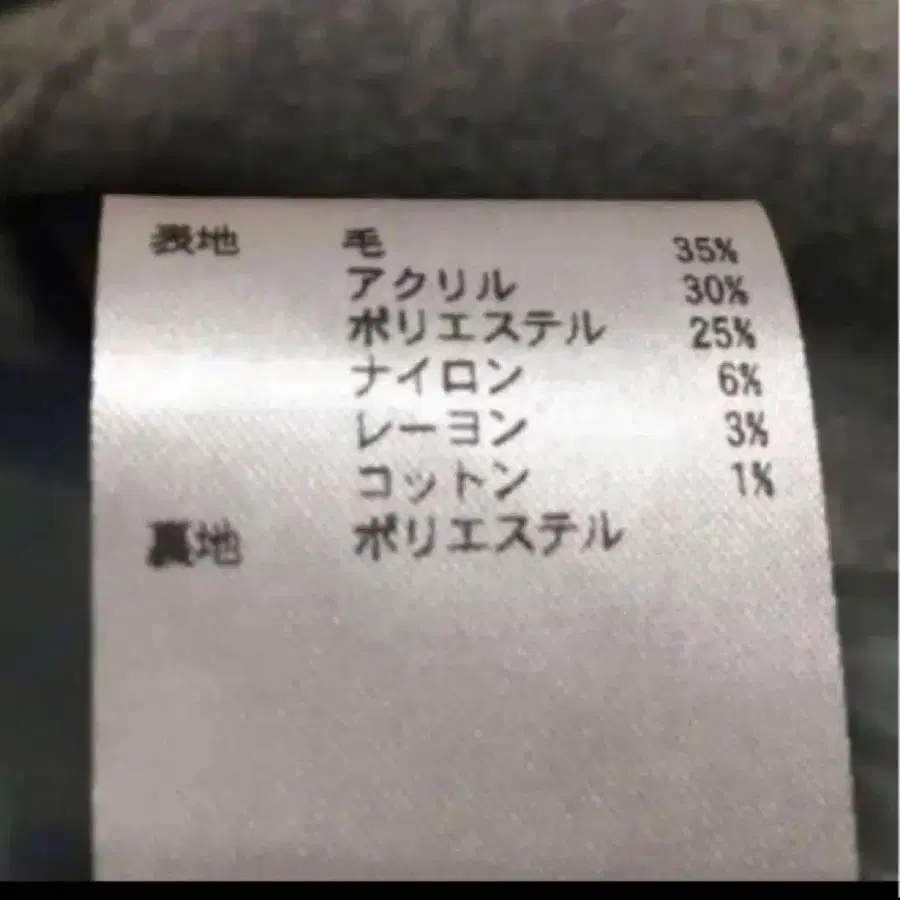 表地 毛 35%
アクリル 30%
ポリエステル 25%
ナイロン 6%
レーヨン 3%
コットン 1%
裏地 ポリエステル